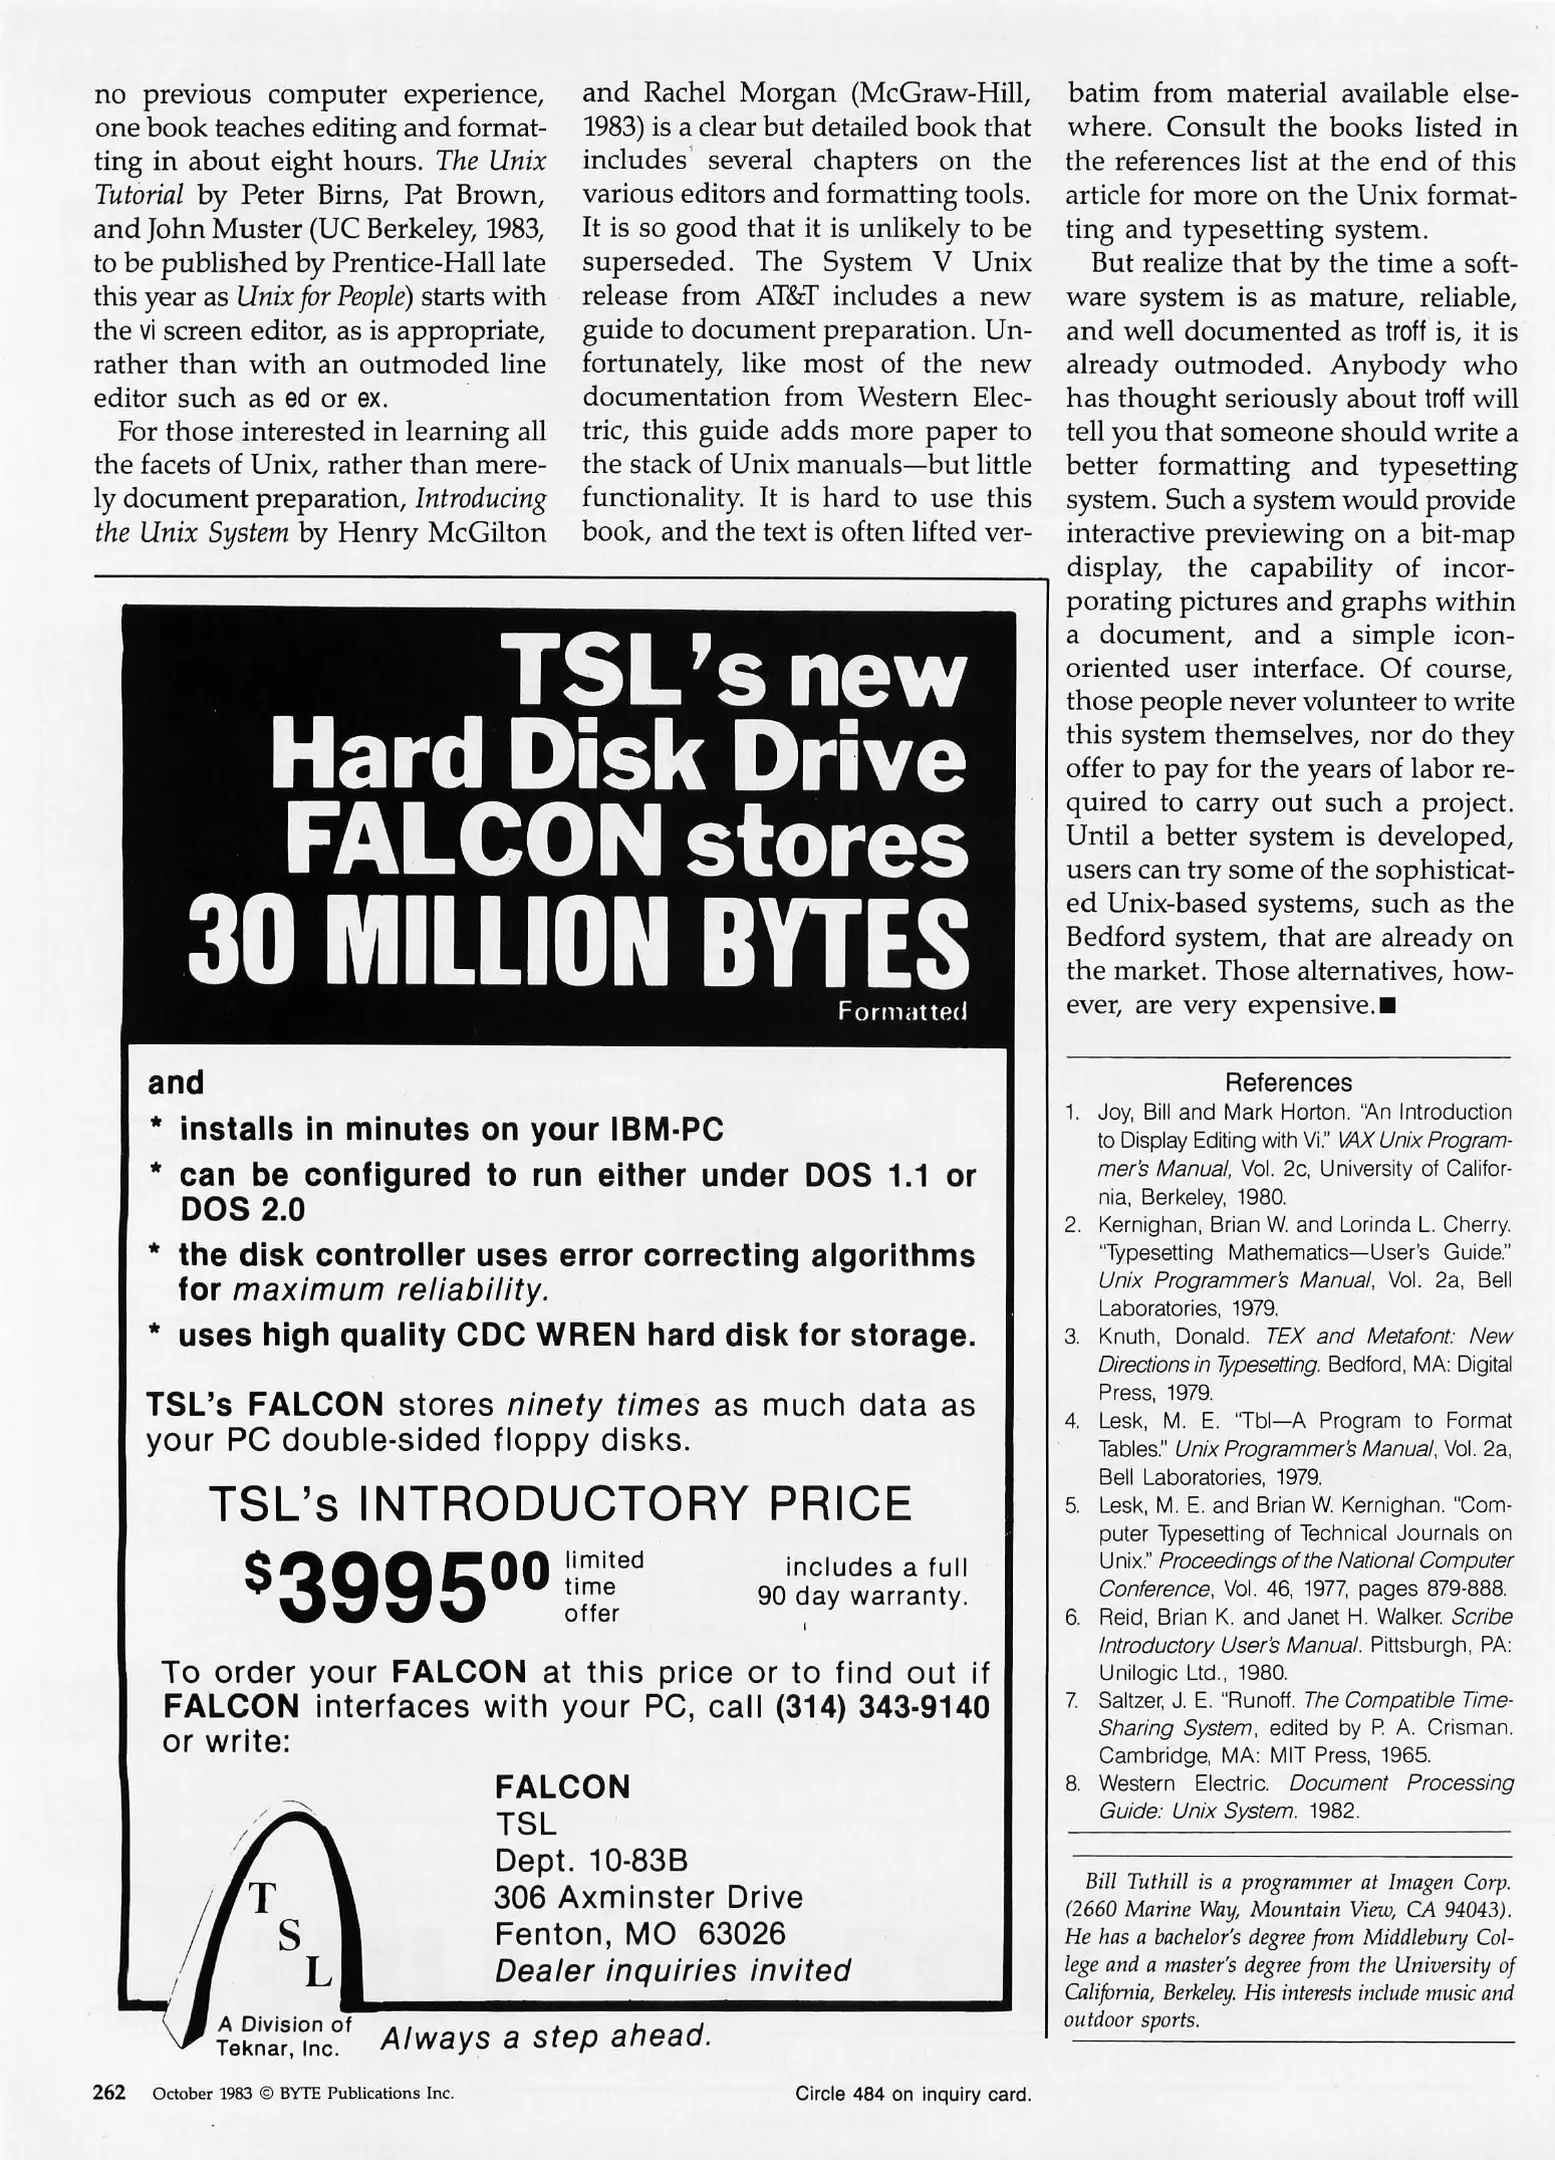 no previous computer experience,
one book teaches editing and format-
ting in about eight hours. The Unix
Tutorial by Peter Birns, Pat Brown,
and John Muster (UC Berkeley, 1983,
to be published by Prentice-Hall late
this year as Unix for People) starts with
the vi screen editor, as is appropriate,
rather than with an outmoded line
editor such as ed or ex.
For those interested in learning all
the facets of Unix, rather than mere-
ly document preparation, Introducing
the Unix System by Henry McGilton
and Rachel Morgan (McGraw-Hill,
1983) is a clear but detailed book that
includes several chapters on the
various editors and formatting tools.
It is so good that it is unlikely to be
superseded. The System V Unix
release from AT&T includes a new
guide to document preparation. Un-
fortunately, like most of the new
documentation from Western Elec-
tric, this guide adds more paper to
the stack of Unix manuals—but little
functionality. It is hard to use this
book, and the text is often lifted ver-
batim from material available else-
where. Consult the books listed in
the references list at the end of this
article for more on the Unix format-
ting and typesetting system.
But realize that by the time a soft-
ware system is as mature, reliable,
and well documented as troff is, it is
already outmoded. Anybody who
has thought seriously about troff will
tell you that someone should write a
better formatting and typesetting
system. Such a system would provide
interactive previewing on a bit-map
display, the capability of incor-
porating pictures and graphs within
a document, and a simple icon-
oriented user interface. Of course,
those people never volunteer to write
this system themselves, nor do they
offer to pay for the years of labor re-
quired to carry out such a project.
Until a better system is developed,
users can try some of the sophisticat-
ed Unix-based systems, such as the
Bedford system, that are already on
the market. Those alternatives, how-
ever, are very expensive.■
References
1. Joy, Bill and Mark Horton. "An Introduction
to Display Editing with Vi." VAX Unix Program-
mer's Manual, Vol. 2c, University of Califor-
nia, Berkeley, 1980.
2. Kernighan, Brian W. and Lorinda L. Cherry.
"Typesetting Mathematics—User's Guide."
Unix Programmer's Manual, Vol. 2a, Bell
Laboratories, 1979.
3. Knuth, Donald. TEX and Metafont: New
Directions in Typesetting. Bedford, MA: Digital
Press, 1979.
4. Lesk, M. E. "Tbl—A Program to Format
Tables." Unix Programmer's Manual, Vol. 2a,
Bell Laboratories, 1979.
5. Lesk, M. E. and Brian W. Kernighan. "Com-
puter Typesetting of Technical Journals on
Unix." Proceedings of the National Computer
Conference, Vol. 46, 1977, pages 879-888.
6. Reid, Brian K. and Janet H. Walker. Scribe
Introductory User's Manual. Pittsburgh, PA:
Unilogic Ltd., 1980.
7. Saltzer, J. E. "Runoff. The Compatible Time-
Sharing System, edited by P. A. Crisman.
Cambridge, MA: MIT Press, 1965.
8. Western Electric. Document Processing
Guide: Unix System. 1982.
Bill Tuthill is a programmer at Imagen Corp.
(2660 Marine Way, Mountain View, CA 94043).
He has a bachelor's degree from Middlebury Col-
lege and a master's degree from the University of
California, Berkeley. His interests include music and
outdoor sports.
TSL's new
Hard Disk Drive
FALCON stores
30 MILLION BYTES
Formatted
and
* installs in minutes on your IBM-PC
* can be configured to run either under DOS 1.1 or
DOS 2.0
* the disk controller uses error correcting algorithms
for maximum reliability.
* uses high quality CDC WREN hard disk for storage.
TSL's FALCON stores ninety times as much data as
your PC double-sided floppy disks.
TSL's INTRODUCTORY PRICE
$399500 limited
time
offer
includes a full
90 day warranty.
To order your FALCON at this price or to find out if
FALCON interfaces with your PC, call (314) 343-9140
or write:
FALCON
TSL
Dept. 10-83B
306 Axminster Drive
Fenton, MO 63026
Dealer inquiries invited
T
S
L
A Division of
Teknar, Inc.
Always a step ahead.
262 October 1983 © BYTE Publications Inc.
Circle 484 on inquiry card.